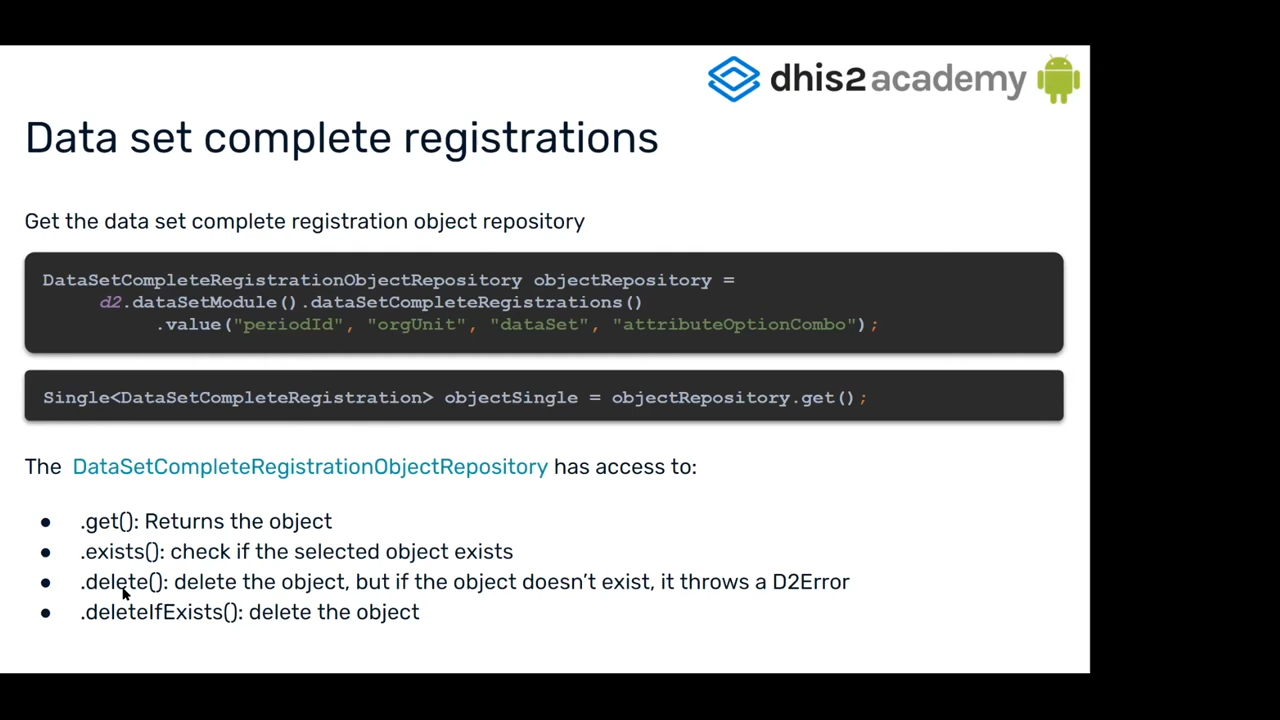 dhis2 academy
Data set complete registrations
Get the data set complete registration object repository
DataSetCompleteRegistrationObjectRepository objectRepository =
d2.dataSetModule().dataSetCompleteRegistrations()
.value("periodId", "orgUnit", "dataSet", "attributeOptionCombo");
Single<DataSetCompleteRegistration> objectSingle = objectRepository.get();
The DataSetCompleteRegistrationObjectRepository has access to:
● .get(): Returns the object
● .exists(): check if the selected object exists
● .delete(): delete the object, but if the object doesn’t exist, it throws a D2Error
● .deleteIfExists(): delete the object